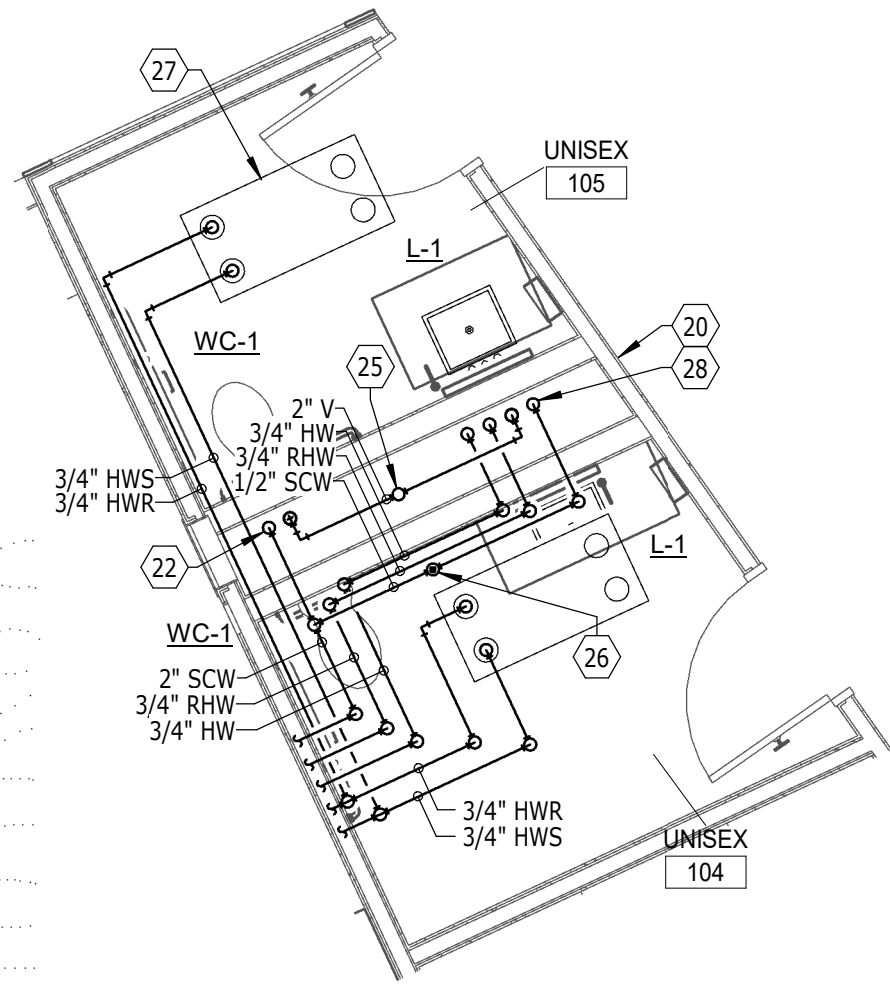 27
UNISEX
105
L-1
20
28
WC-1
25
2" V
3/4" HW
3/4" RHW
1/2" SCW
3/4" HWS
3/4" HWR
22
L-1
26
WC-1
2" SCW
3/4" RHW
3/4" HW
3/4" HWR
3/4" HWS
UNISEX
104